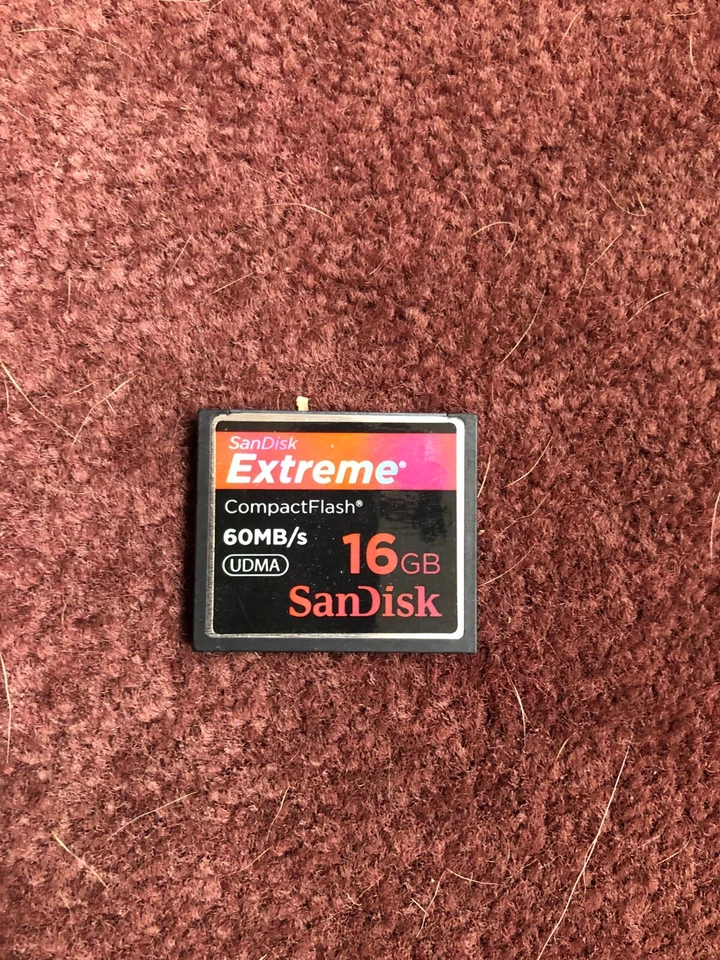 SanDisk
Extreme®
CompactFlash®
60MB/s
UDMA
16GB
SanDisk